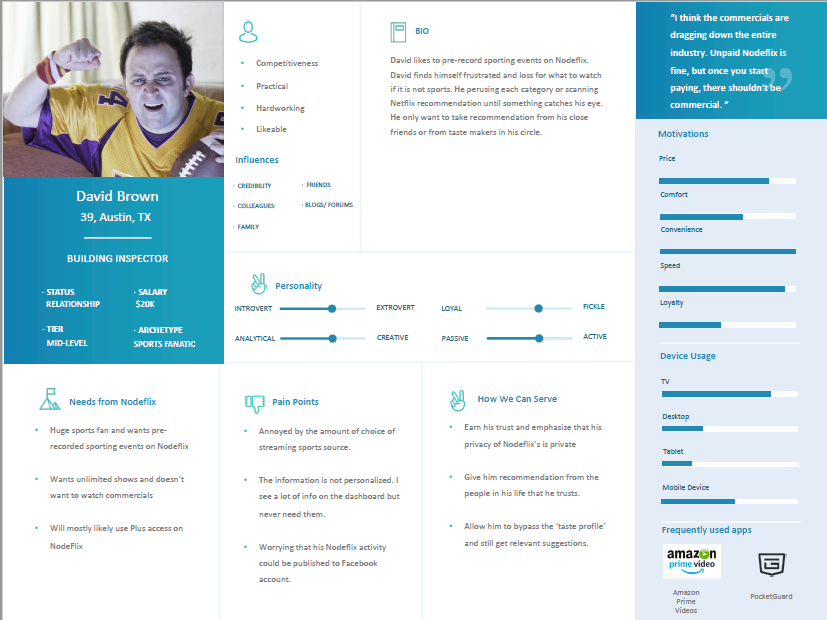 David Brown
39, Austin, TX
BUILDING INSPECTOR
- STATUS
RELATIONSHIP
- SALARY
$20K
- TIER
MID-LEVEL
- ARCHETYPE
SPORTS FANATIC
• Competitiveness
• Practical
• Hardworking
• Likeable
Influences
- CREDIBILITY
- FRIENDS
- COLLEAGUES
- BLOGS/ FORUMS
- FAMILY
BIO
David likes to pre-record sporting events on Nodeflix.
David finds himself frustrated and loss for what to watch
if it is not sports. He perusing each category or scanning
Netflix recommendation until something catches his eye.
He only want to take recommendation from his close
friends or from taste makers in his circle.
Personality
INTROVERT
EXTROVERT
LOYAL
FICKLE
ANALYTICAL
CREATIVE
PASSIVE
ACTIVE
Needs from Nodeflix
• Huge sports fan and wants pre-
recorded sporting events on Nodeflix
• Wants unlimited shows and doesn't
want to watch commercials
• Will mostly likely use Plus access on
NodeFlix
Pain Points
• Annoyed by the amount of choice of
streaming sports source.
• The information is not personalized. I
see a lot of info on the dashboard but
never need them.
• Worrying that his Nodeflix activity
could be published to Facebook
account.
How We Can Serve
• Earn his trust and emphasize that his
privacy of Nodeflix's is private
• Give him recommendation from the
people in his life that he trusts.
• Allow him to bypass the 'taste profile'
and still get relevant suggestions.
"I think the commercials are
dragging down the entire
industry. Unpaid Nodeflix is
fine, but once you start
paying, there shouldn't be
commercial. "
Motivations
Price
Comfort
Convenience
Speed
Loyalty
Device Usage
TV
Desktop
Tablet
Mobile Device
Frequently used apps
amazon
prime video
Amazon
Prime
Videos
PocketGuard